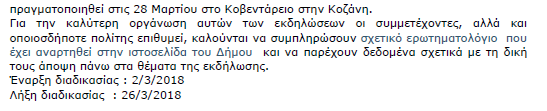 πραγματοποιηθεί στις 28 Μαρτίου στο Κοβεντάρειο στην Κοζάνη.
Για την καλύτερη οργάνωση αυτών των εκδηλώσεων οι συμμετέχοντες, αλλά και
οποιοσδήποτε πολίτης επιθυμεί, καλούνται να συμπληρώσουν σχετικό ερωτηματολόγιο που
έχει αναρτηθεί στην ιστοσελίδα του Δήμου και να παρέχουν δεδομένα σχετικά με τη δική
τους άποψη πάνω στα θέματα της εκδήλωσης.
Έναρξη διαδικασίας : 2/3/2018
Λήξη διαδικασίας : 26/3/2018